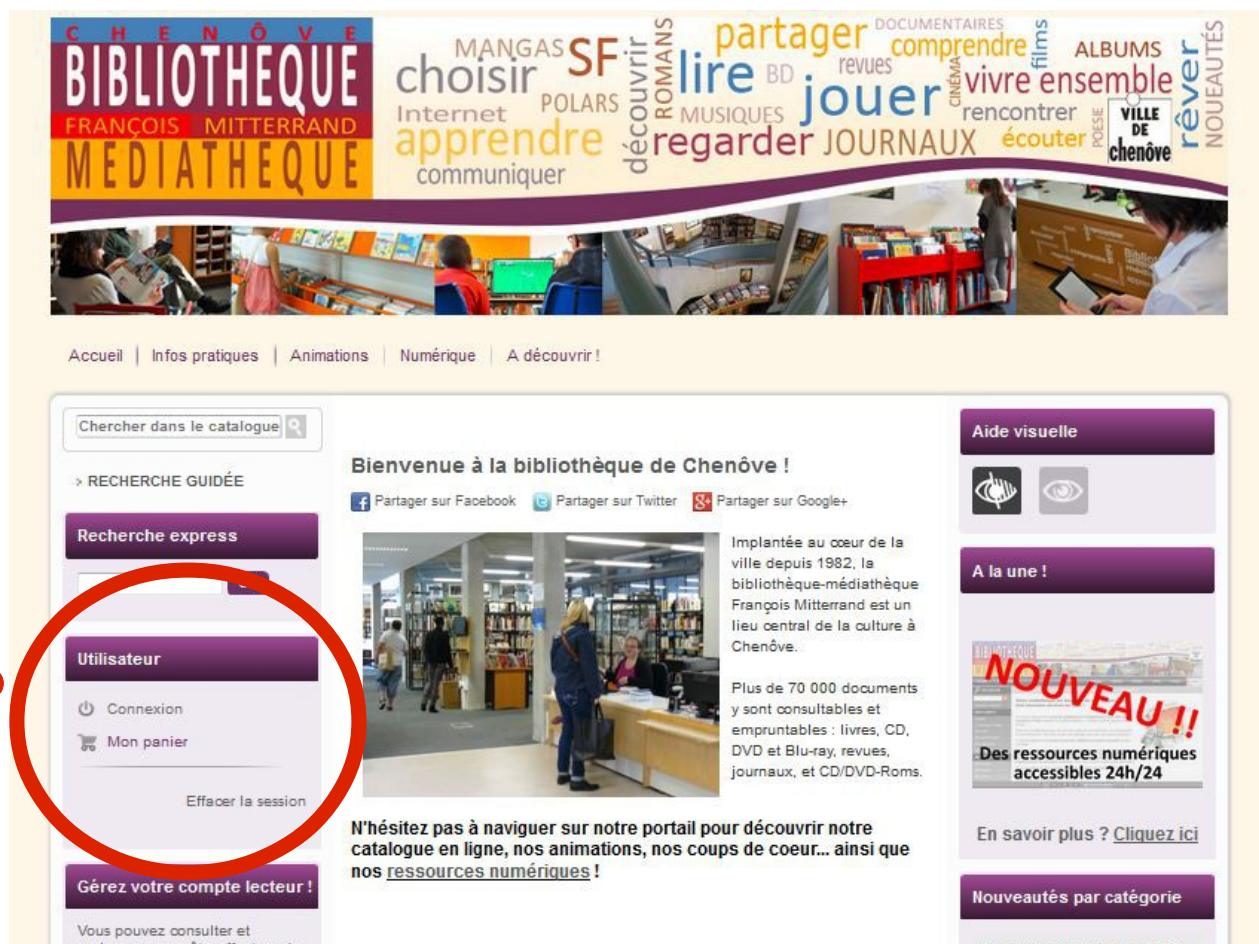 CHENÔVE
BIBLIOTHEQUE
FRANÇOIS MITTERRAND
MEDIATHEQUE
choisir
MANGAS
SF
Internet
POLARS
apprendre
communiquer
découvrir
ROMANS
lire
BD
MUSIQUES
regarder
partager
DOCUMENTAIRES
revues
jouer
JOURNAUX
comprendre
CINÉMA
films
vivre ensemble
rencontrer
écouter
POESIE
ALBUMS
VILLE
DE
chenôve
rêver
NOUVEAUTÉS
Accueil | Infos pratiques | Animations | Numérique | A découvrir !
Chercher dans le catalogue
> RECHERCHE GUIDÉE
Recherche express
Utilisateur
Connexion
Mon panier
Effacer la session
Gérez votre compte lecteur !
Vous pouvez consulter et
Bienvenue à la bibliothèque de Chenôve !
Partager sur Facebook Partager sur Twitter Partager sur Google+
Implantée au cœur de la
ville depuis 1982, la
bibliothèque-médiathèque
François Mitterrand est un
lieu central de la culture à
Chenôve.
Plus de 70 000 documents
y sont consultables et
empruntables : livres, CD,
DVD et Blu-ray, revues,
journaux, et CD/DVD-Roms.
N'hésitez pas à naviguer sur notre portail pour découvrir notre
catalogue en ligne, nos animations, nos coups de coeur... ainsi que
nos ressources numériques !
Aide visuelle
A la une !
BIBLIOTHEQUE
NOUVEAU !!
Des ressources numériques
accessibles 24h/24
En savoir plus ? Cliquez ici
Nouveautés par catégorie